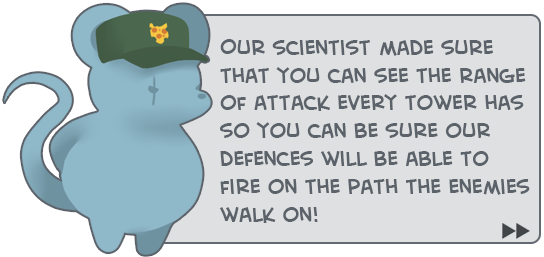 OUR SCIENTIST MADE SURE
THAT YOU CAN SEE THE RANGE
OF ATTACK EVERY TOWER HAS
SO YOU CAN BE SURE OUR
DEFENCES WILL BE ABLE TO
FIRE ON THE PATH THE ENEMIES
WALK ON!